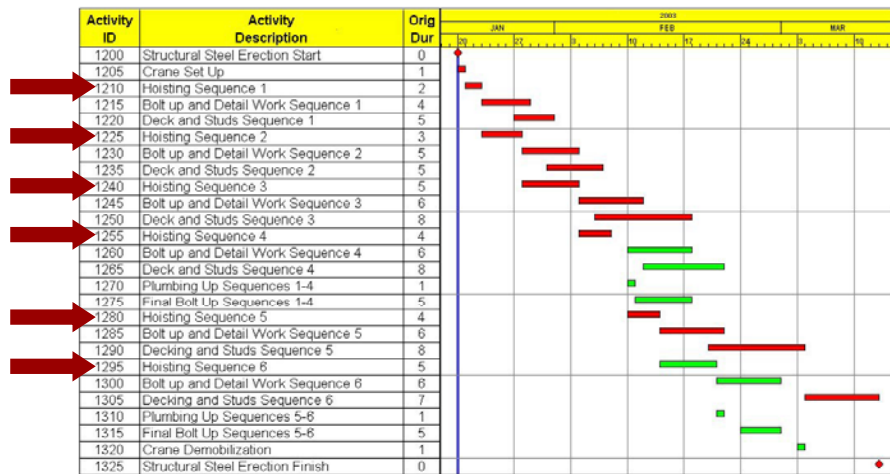 Activity ID Activity Description Orig Dur
2003
JAN FEB MAR
20 27 3 10 17 24 3 10
1200 Structural Steel Erection Start 0
1205 Crane Set Up 1
1210 Hoisting Sequence 1 2
1215 Bolt up and Detail Work Sequence 1 4
1220 Deck and Studs Sequence 1 5
1225 Hoisting Sequence 2 3
1230 Bolt up and Detail Work Sequence 2 5
1235 Deck and Studs Sequence 2 5
1240 Hoisting Sequence 3 5
1245 Bolt up and Detail Work Sequence 3 6
1250 Deck and Studs Sequence 3 8
1255 Hoisting Sequence 4 4
1260 Bolt up and Detail Work Sequence 4 6
1265 Deck and Studs Sequence 4 8
1270 Plumbing Up Sequences 1-4 1
1275 Final Bolt Up Sequences 1-4 5
1280 Hoisting Sequence 5 4
1285 Bolt up and Detail Work Sequence 5 6
1290 Decking and Studs Sequence 5 8
1295 Hoisting Sequence 6 5
1300 Bolt up and Detail Work Sequence 6 6
1305 Decking and Studs Sequence 6 7
1310 Plumbing Up Sequences 5-6 1
1315 Final Bolt Up Sequences 5-6 5
1320 Crane Demobilization 1
1325 Structural Steel Erection Finish 0